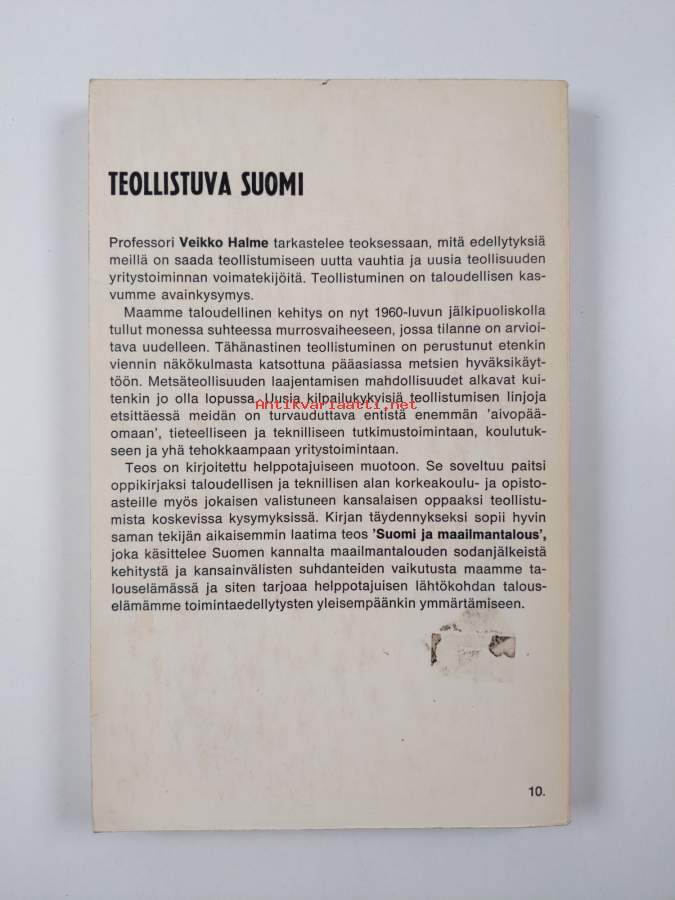 TEOLLISTUVA SUOMI
Professori Veikko Halme tarkastelee teoksessaan, mitä edellytyksiä
meillä on saada teollistumiseen uutta vauhtia ja uusia teollisuuden
yritystoiminnan voimatekijöitä. Teollistuminen on taloudellisen kas-
vumme avainkysymys.
Maamme taloudellinen kehitys on nyt 1960-luvun jälkipuoliskolla
tullut monessa suhteessa murrosvaiheeseen, jossa tilanne on arvioi-
tava uudelleen. Tähänastinen teollistuminen on perustunut etenkin
viennin näkökulmasta katsottuna pääasiassa metsien hyväksikäyt-
töön. Metsäteollisuuden laajentamisen mahdollisuudet alkavat kui-
tenkin jo olla lopussa. Uusia kilpailukykyisiä teollistumisen linjoja
Antikvariaatti.net
etsittäessä meidän on turvauduttava entistä enemmän 'aivopää-
omaan', tieteelliseen ja teknilliseen tutkimustoimintaan, koulutuk-
seen ja yhä tehokkaampaan yritystoimintaan.
Teos on kirjoitettu helppotajuiseen muotoon. Se soveltuu paitsi
oppikirjaksi taloudellisen ja teknillisen alan korkeakoulu- ja opisto-
asteille myös jokaisen valistuneen kansalaisen oppaaksi teollistu-
mista koskevissa kysymyksissä. Kirjan täydennykseksi sopii hyvin
saman tekijän aikaisemmin laatima teos 'Suomi ja maailmantalous',
joka käsittelee Suomen kannalta maailmantalouden sodanjälkeistä
kehitystä ja kansainvälisten suhdanteiden vaikutusta maamme ta-
louselämässä ja siten tarjoaa helppotajuisen lähtökohdan talous-
elämämme toimintaedellytysten yleisempäänkin ymmärtämiseen.
10.